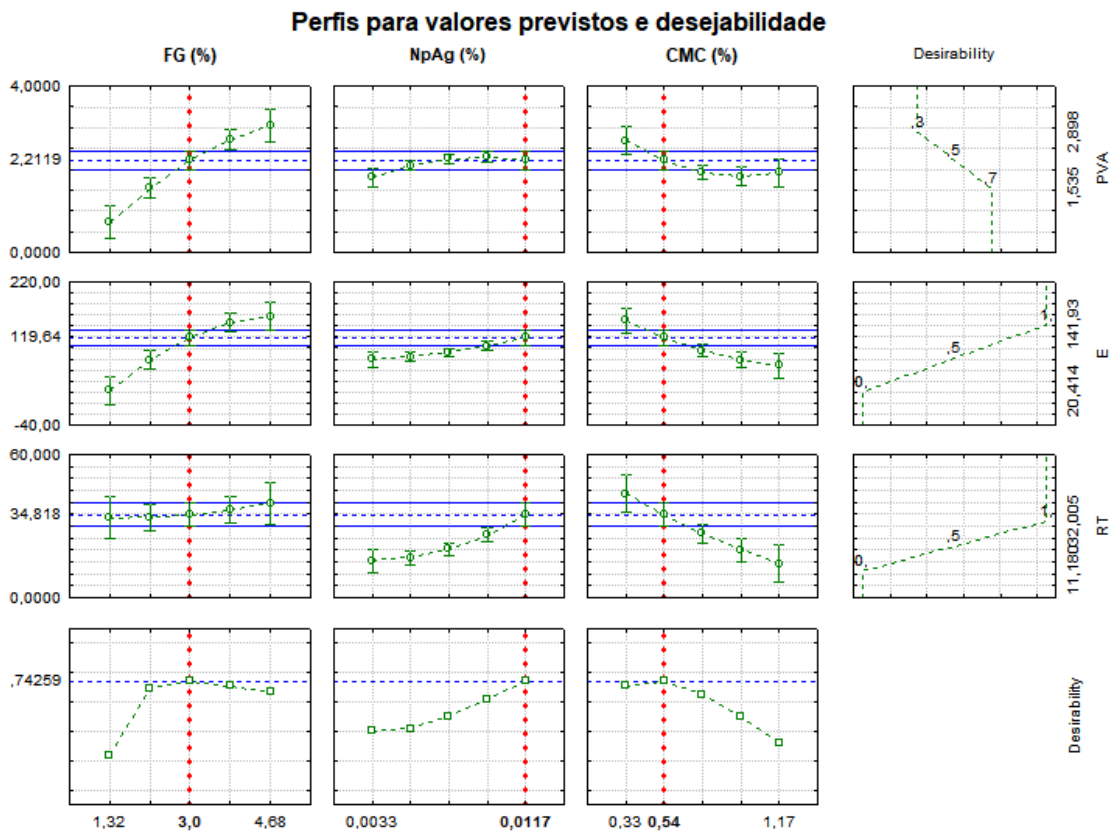 Perfis para valores previstos e desejabilidade
FG (%)
NpAg (%)
CMC (%)
Desirability
4,0000
2,2119
0,0000
,3
,5
,7
1,535 2,898
PVA
220,00
119,64
-40,00
0,
,5
1,
20,414 141,93
E
60,000
34,818
0,0000
0,
,5
1,
11,18032,005
RT
,74259
Desirability
1,32 3,0 4,68
0,0033 0,0117
0,33 0,54 1,17